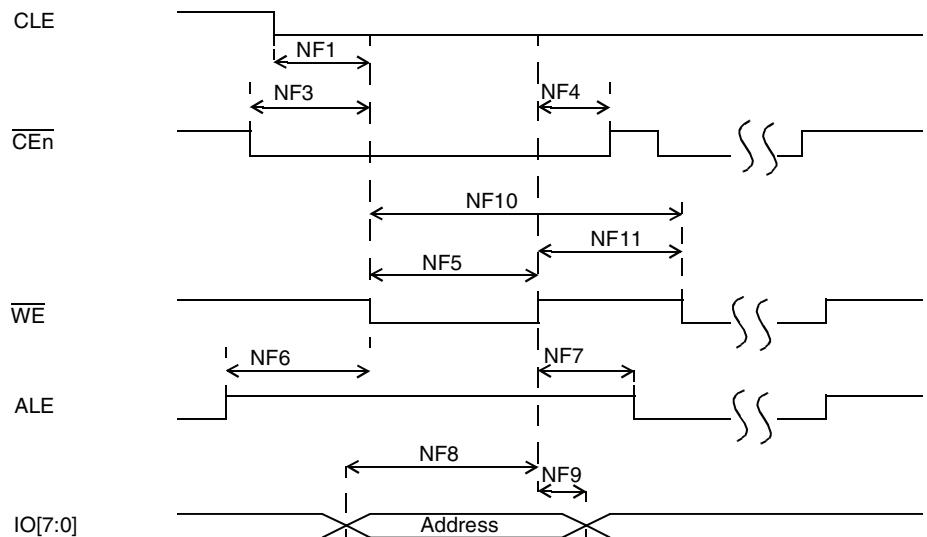 CLE
NF1
NF3
NF4
CEn
NF10
NF11
NF5
WE
NF6
NF7
ALE
NF8
NF9
IO[7:0]
Address